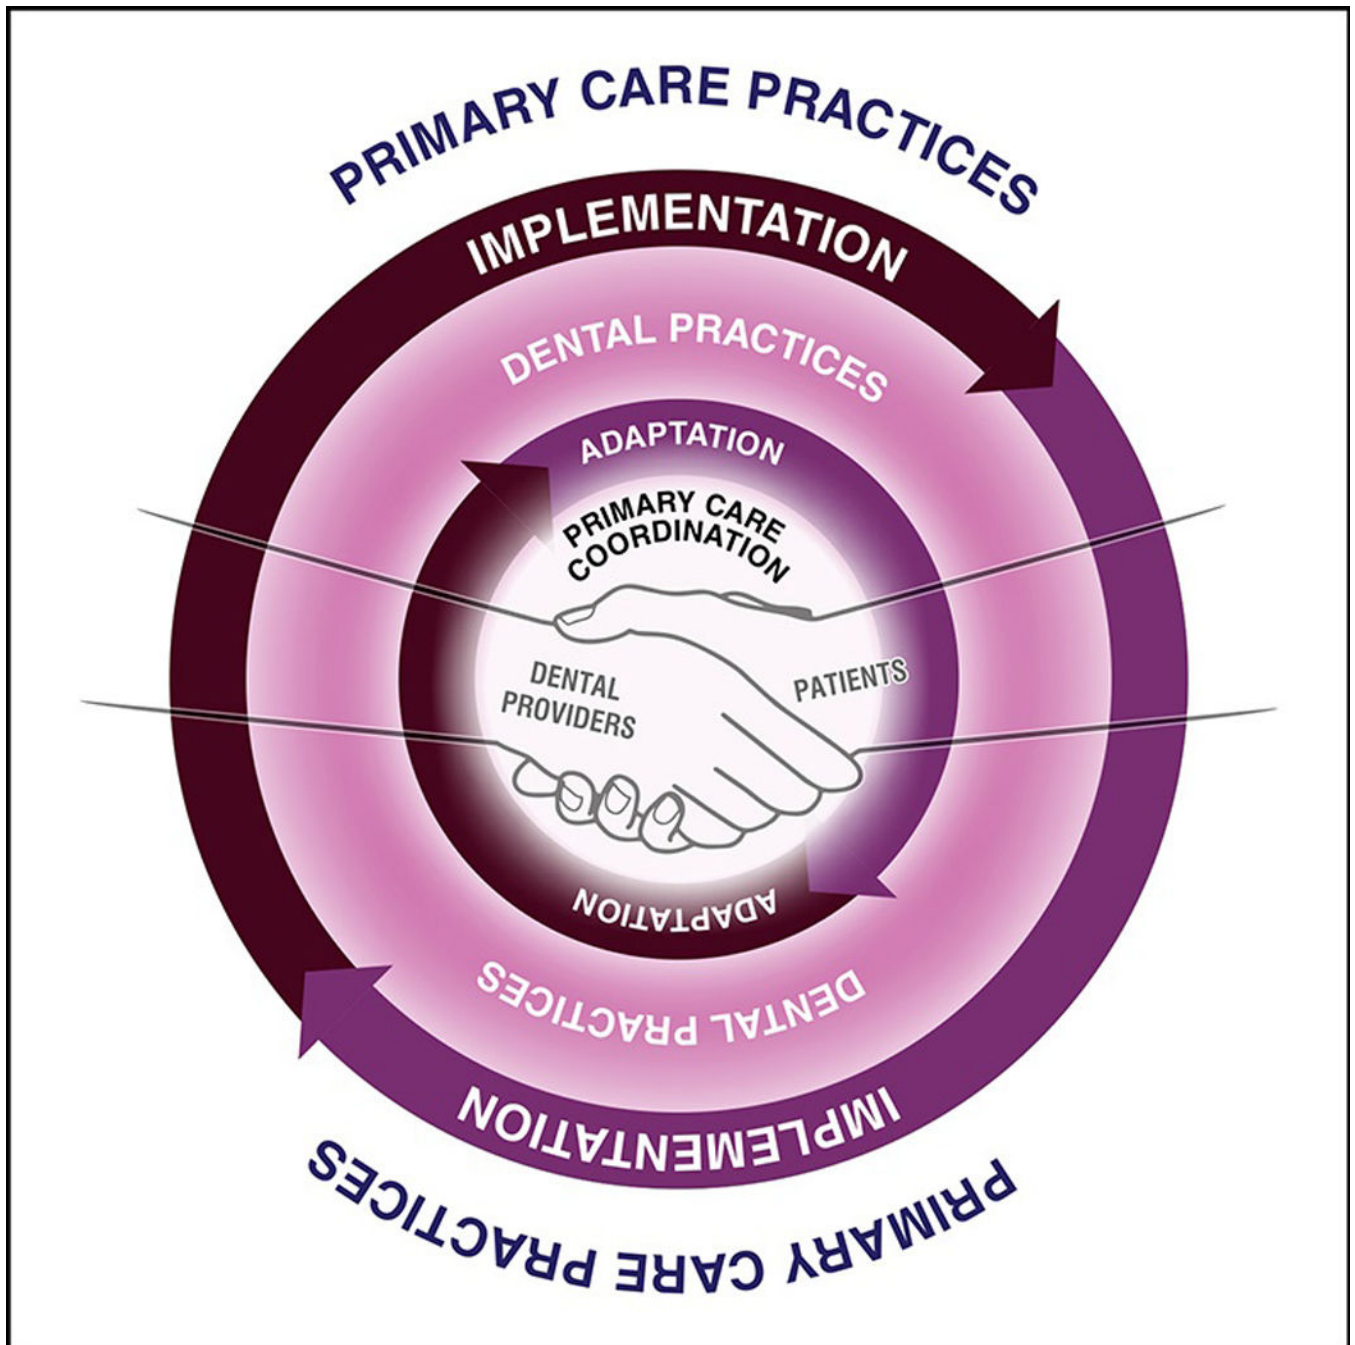 PRIMARY CARE PRACTICES
IMPLEMENTATION
DENTAL PRACTICES
ADAPTATION
PRIMARY CARE
COORDINATION
DENTAL
PROVIDERS
PATIENTS
ADAPTATION
DENTAL PRACTICES
IMPLEMENTATION
PRIMARY CARE PRACTICES